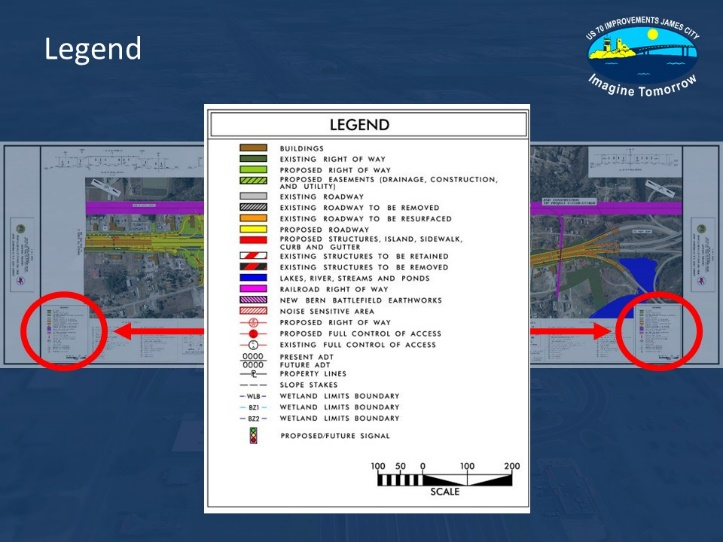 Legend
US 70 IMPROVEMENTS JAMES CITY
Imagine Tomorrow
LEGEND
BUILDINGS
EXISTING RIGHT OF WAY
PROPOSED RIGHT OF WAY
PROPOSED EASEMENTS (DRAINAGE, CONSTRUCTION,
AND UTILITY)
EXISTING ROADWAY
EXISTING ROADWAY TO BE REMOVED
EXISTING ROADWAY TO BE RESURFACED
PROPOSED ROADWAY
PROPOSED STRUCTURES, ISLAND, SIDEWALK,
CURB AND GUTTER
EXISTING STRUCTURES TO BE RETAINED
EXISTING STRUCTURES TO BE REMOVED
LAKES, RIVER, STREAMS AND PONDS
RAILROAD RIGHT OF WAY
NEW BERN BATTLEFIELD EARTHWORKS
NOISE SENSITIVE AREA
PROPOSED RIGHT OF WAY
PROPOSED FULL CONTROL OF ACCESS
C EXISTING FULL CONTROL OF ACCESS
0000 PRESENT ADT
0000 FUTURE ADT
PROPERTY LINES
SLOPE STAKES
WLB WETLAND LIMITS BOUNDARY
BZ1 WETLAND LIMITS BOUNDARY
BZ2 WETLAND LIMITS BOUNDARY
PROPOSED/FUTURE SIGNAL
100 50 0 100 200
SCALE